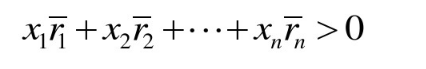 x₁r̅₁ + x₂r̅₂ + ⋯ + xₙr̅ₙ > 0